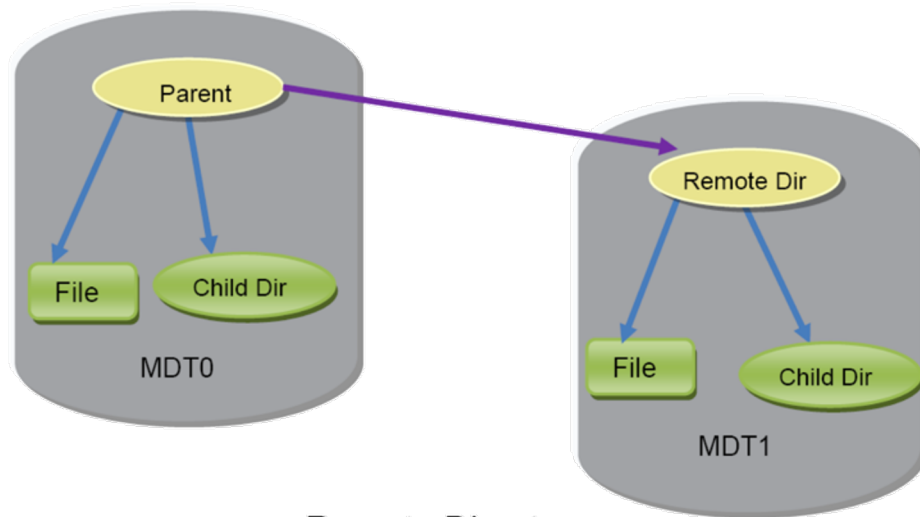 Parent
File
Child Dir
MDT0
Remote Dir
File
Child Dir
MDT1